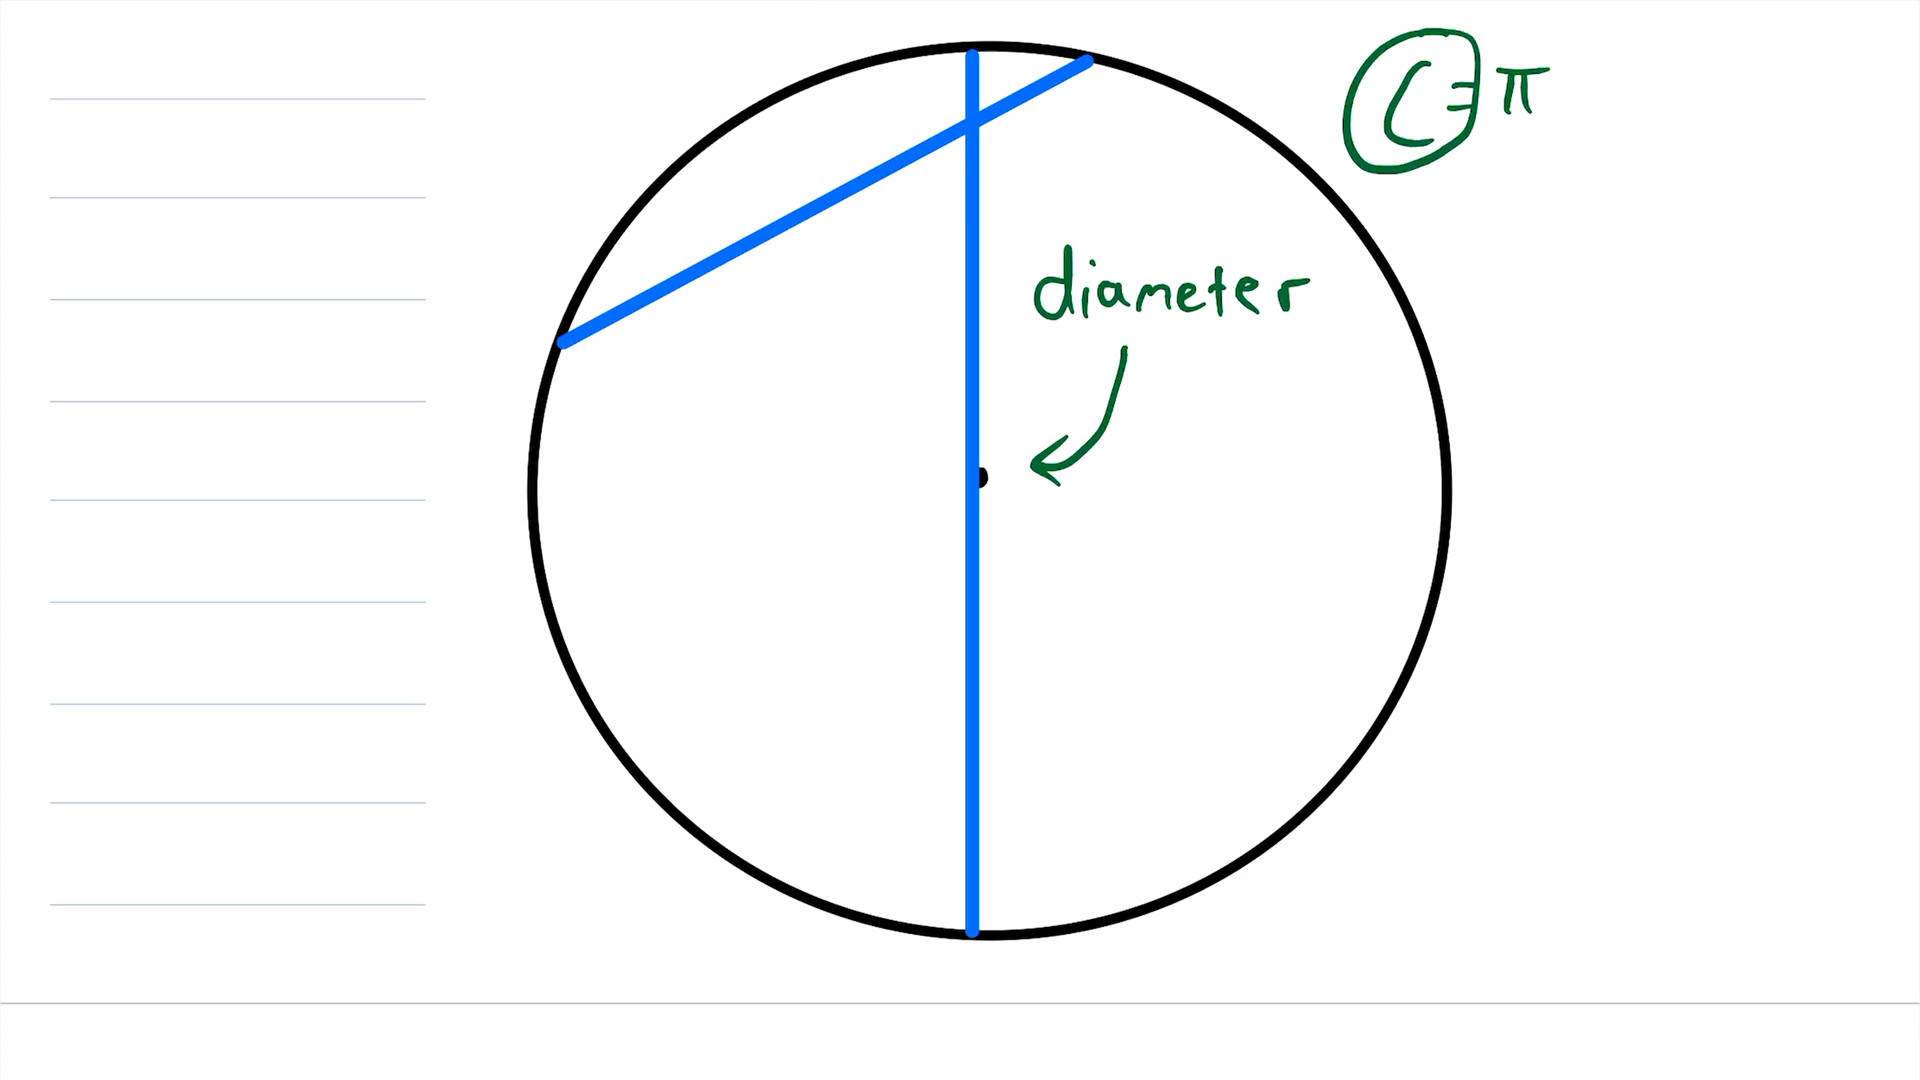 C = π
diameter